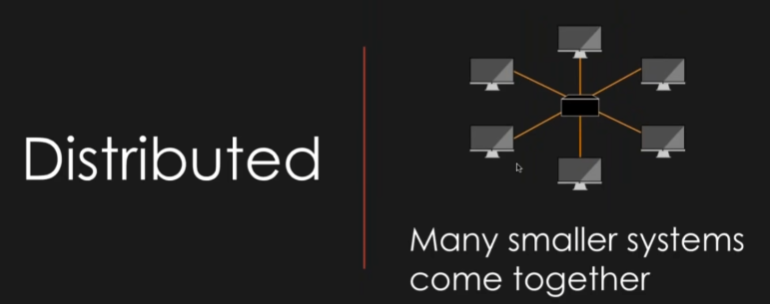 Distributed
Many smaller systems
come together